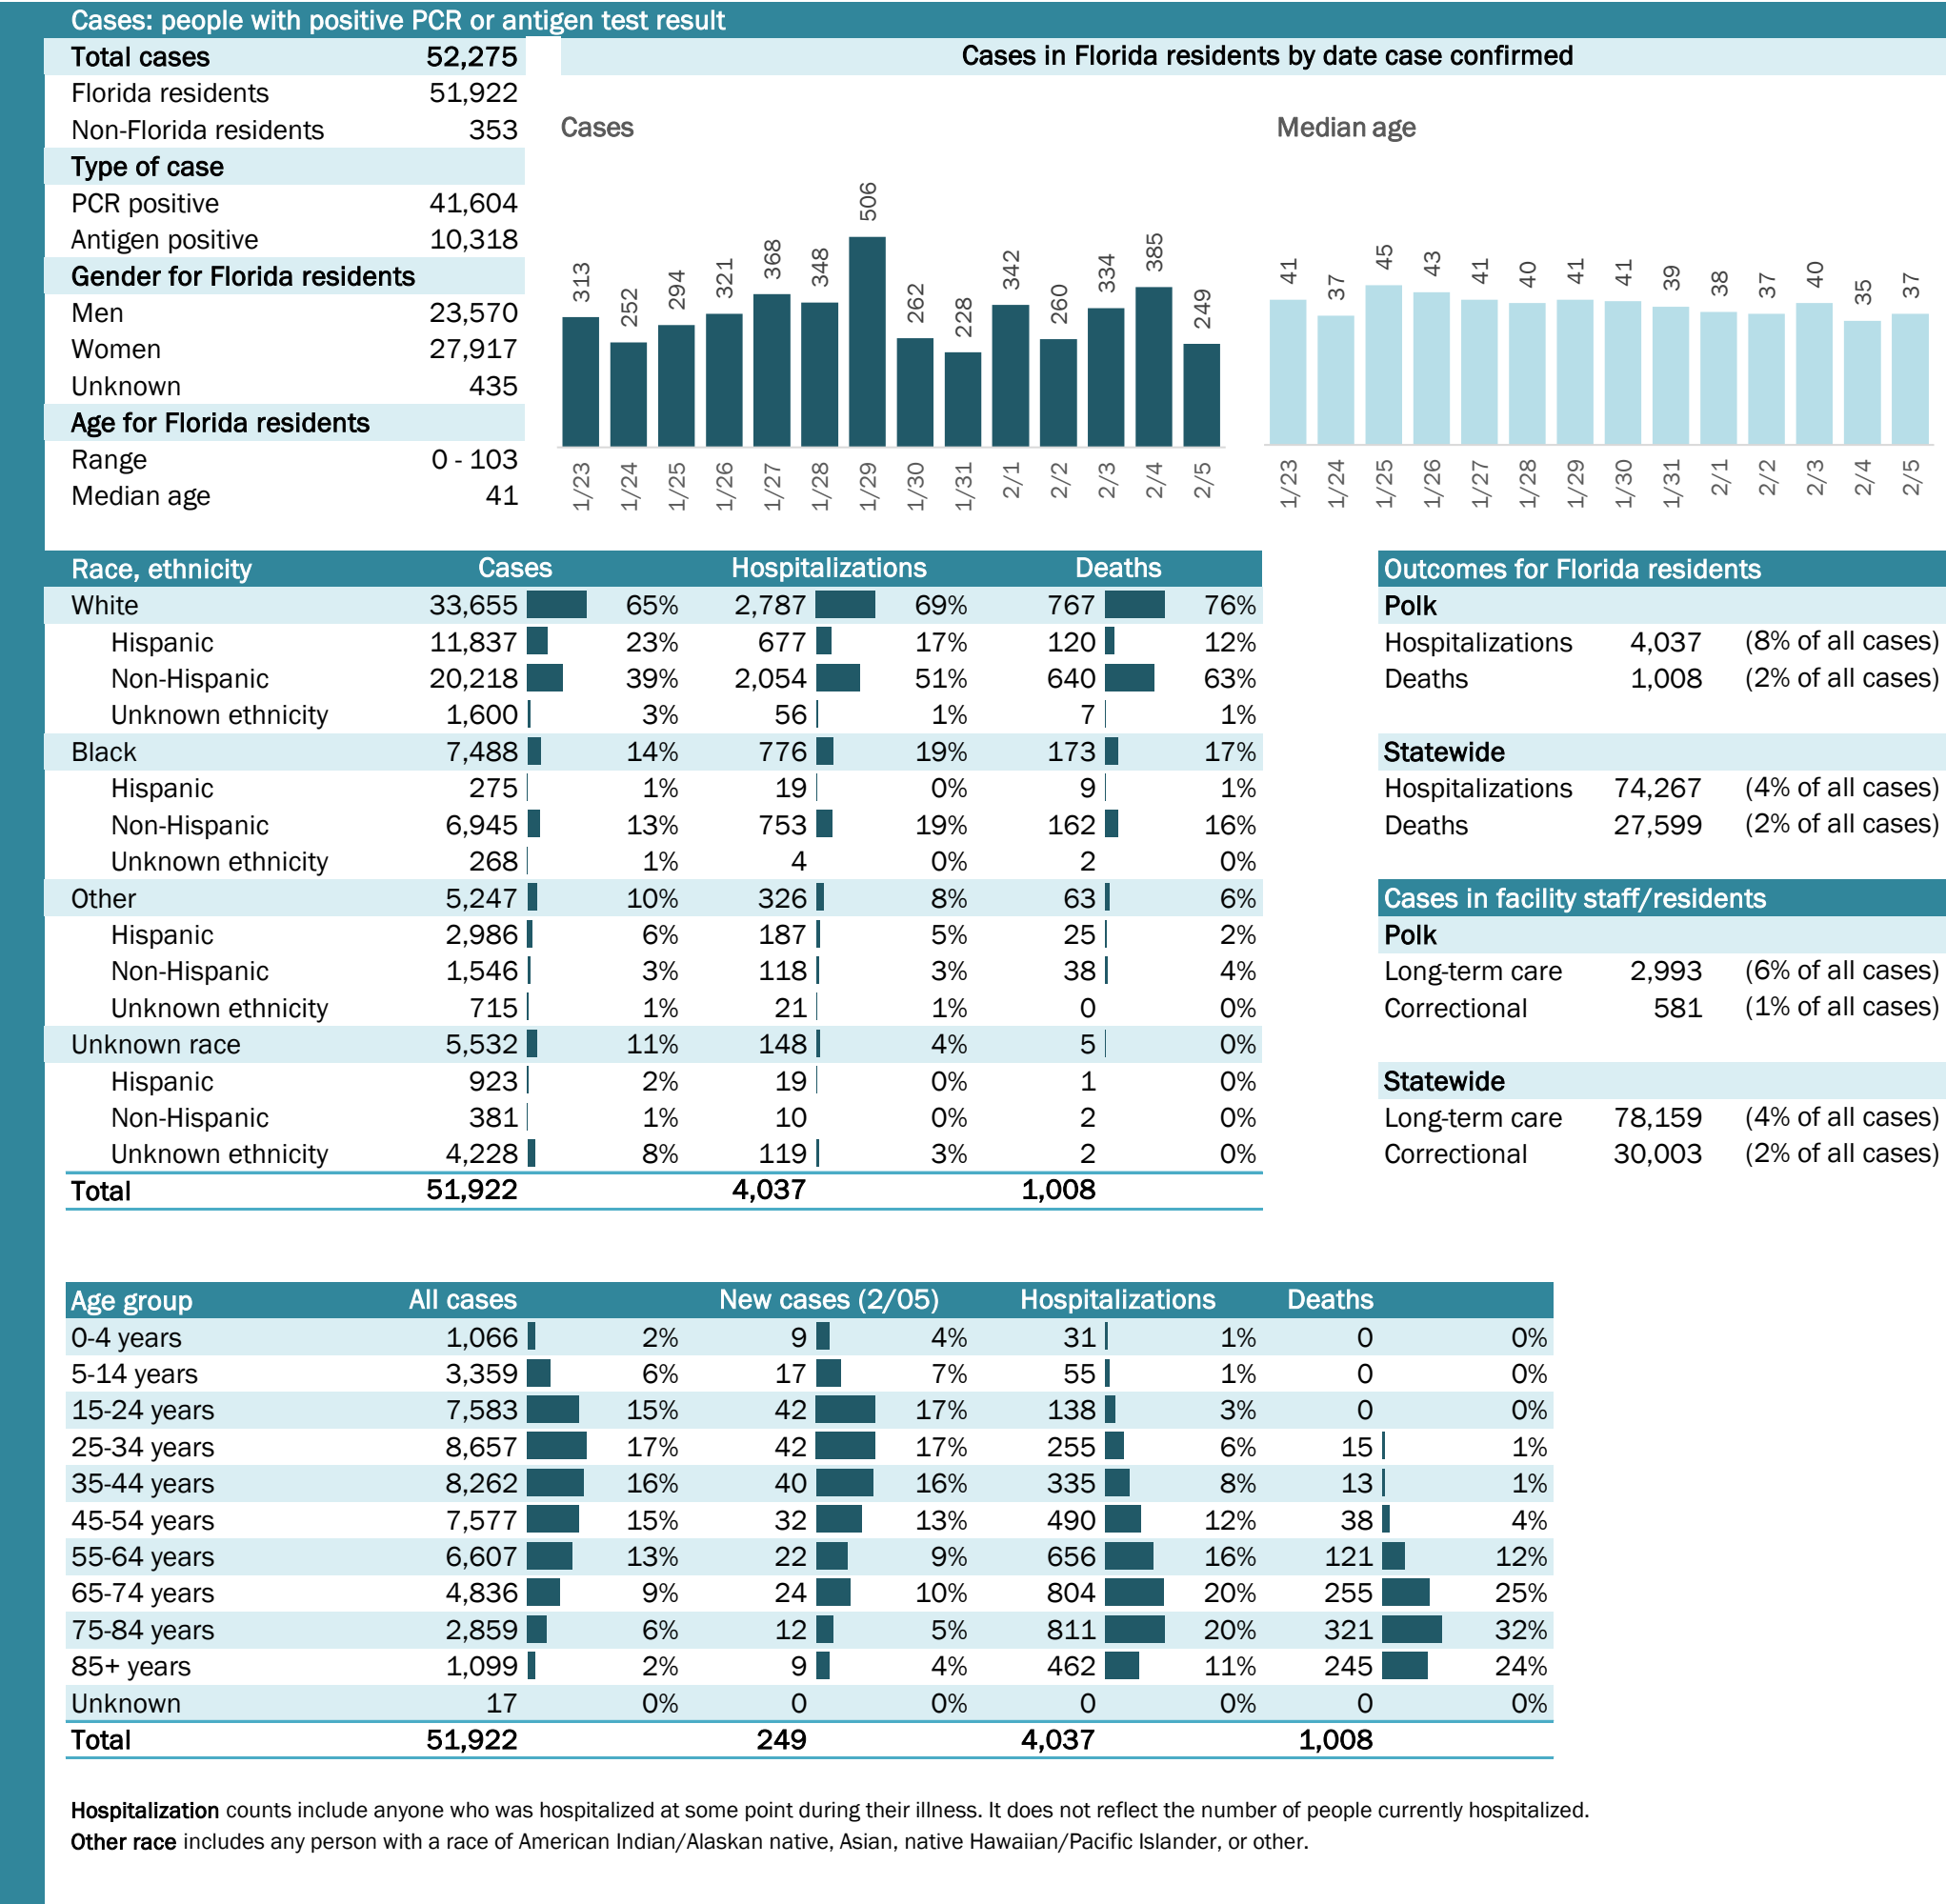 Cases: people with positive PCR or antigen test result
Total cases 52,275
Florida residents 51,922
Non-Florida residents 353
Type of case
PCR positive 41,604
Antigen positive 10,318
Gender for Florida residents
Men 23,570
Women 27,917
Unknown 435
Age for Florida residents
Range 0 - 103
Median age 41
Cases in Florida residents by date case confirmed
Cases
313 252 294 321 368 348 506 262 228 342 260 334 385 249
1/23 1/24 1/25 1/26 1/27 1/28 1/29 1/30 1/31 2/1 2/2 2/3 2/4 2/5
Median age
41 37 45 43 41 40 41 41 39 38 37 40 35 37
1/23 1/24 1/25 1/26 1/27 1/28 1/29 1/30 1/31 2/1 2/2 2/3 2/4 2/5
Race, ethnicity Cases Hospitalizations Deaths
White 33,655 65% 2,787 69% 767 76%
Hispanic 11,837 23% 677 17% 120 12%
Non-Hispanic 20,218 39% 2,054 51% 640 63%
Unknown ethnicity 1,600 3% 56 1% 7 1%
Black 7,488 14% 776 19% 173 17%
Hispanic 275 1% 19 0% 9 1%
Non-Hispanic 6,945 13% 753 19% 162 16%
Unknown ethnicity 268 1% 4 0% 2 0%
Other 5,247 10% 326 8% 63 6%
Hispanic 2,986 6% 187 5% 25 2%
Non-Hispanic 1,546 3% 118 3% 38 4%
Unknown ethnicity 715 1% 21 1% 0 0%
Unknown race 5,532 11% 148 4% 5 0%
Hispanic 923 2% 19 0% 1 0%
Non-Hispanic 381 1% 10 0% 2 0%
Unknown ethnicity 4,228 8% 119 3% 2 0%
Total 51,922 4,037 1,008
Outcomes for Florida residents
Polk
Hospitalizations 4,037 (8% of all cases)
Deaths 1,008 (2% of all cases)
Statewide
Hospitalizations 74,267 (4% of all cases)
Deaths 27,599 (2% of all cases)
Cases in facility staff/residents
Polk
Long-term care 2,993 (6% of all cases)
Correctional 581 (1% of all cases)
Statewide
Long-term care 78,159 (4% of all cases)
Correctional 30,003 (2% of all cases)
Age group All cases New cases (2/05) Hospitalizations Deaths
0-4 years 1,066 2% 9 4% 31 1% 0 0%
5-14 years 3,359 6% 17 7% 55 1% 0 0%
15-24 years 7,583 15% 42 17% 138 3% 0 0%
25-34 years 8,657 17% 42 17% 255 6% 15 1%
35-44 years 8,262 16% 40 16% 335 8% 13 1%
45-54 years 7,577 15% 32 13% 490 12% 38 4%
55-64 years 6,607 13% 22 9% 656 16% 121 12%
65-74 years 4,836 9% 24 10% 804 20% 255 25%
75-84 years 2,859 6% 12 5% 811 20% 321 32%
85+ years 1,099 2% 9 4% 462 11% 245 24%
Unknown 17 0% 0 0% 0 0% 0 0%
Total 51,922 249 4,037 1,008
Hospitalization counts include anyone who was hospitalized at some point during their illness. It does not reflect the number of people currently hospitalized.
Other race includes any person with a race of American Indian/Alaskan native, Asian, native Hawaiian/Pacific Islander, or other.